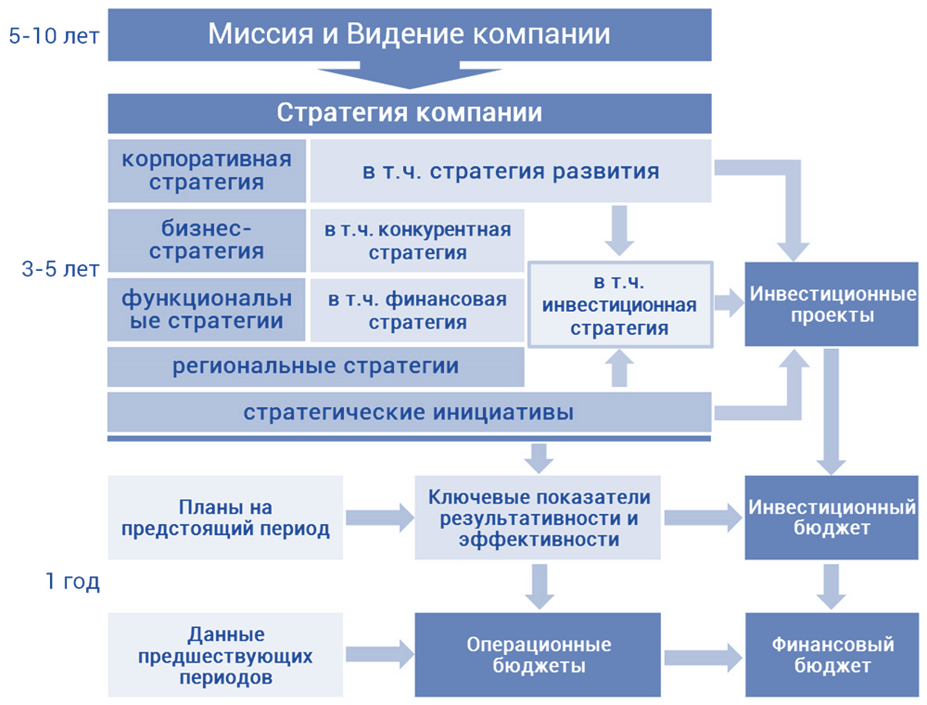 5-10 лет
Миссия и Видение компании
Стратегия компании
корпоративная
стратегия
в т.ч. стратегия развития
бизнес-
стратегия
в т.ч. конкурентная
стратегия
3-5 лет
функциональн
ые стратегии
в т.ч. финансовая
стратегия
в т.ч.
инвестиционная
стратегия
Инвестиционные
проекты
региональные стратегии
стратегические инициативы
Планы на
предстоящий период
Ключевые показатели
результативности и
эффективности
Инвестиционный
бюджет
1 год
Данные
предшествующих
периодов
Операционные
бюджеты
Финансовый
бюджет